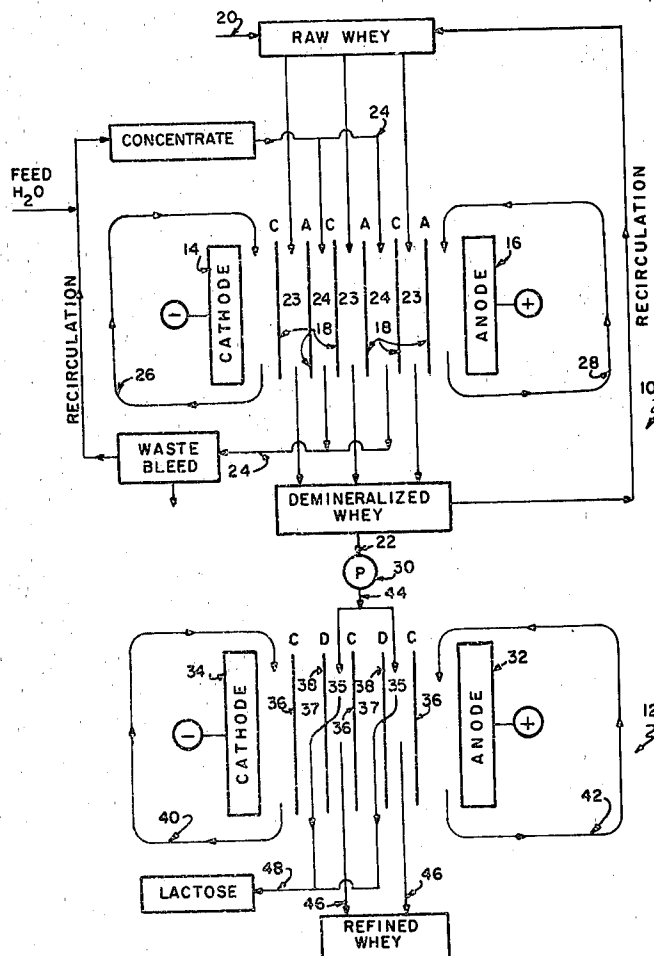 20
RAW WHEY
24
CONCENTRATE
FEED
H2O
C A C A C A
14
16
CATHODE
ANODE
−
+
23 24 23 24 23
18 18
RECIRCULATION
RECIRCULATION
26
28
10
WASTE
BLEED
24
DEMINERALIZED
WHEY
22
P
30
44
C D C D C
34
32
38 35 38 35
36 37 36 37 36
CATHODE
ANODE
−
+
12
40
42
48
LACTOSE
46
46
REFINED
WHEY